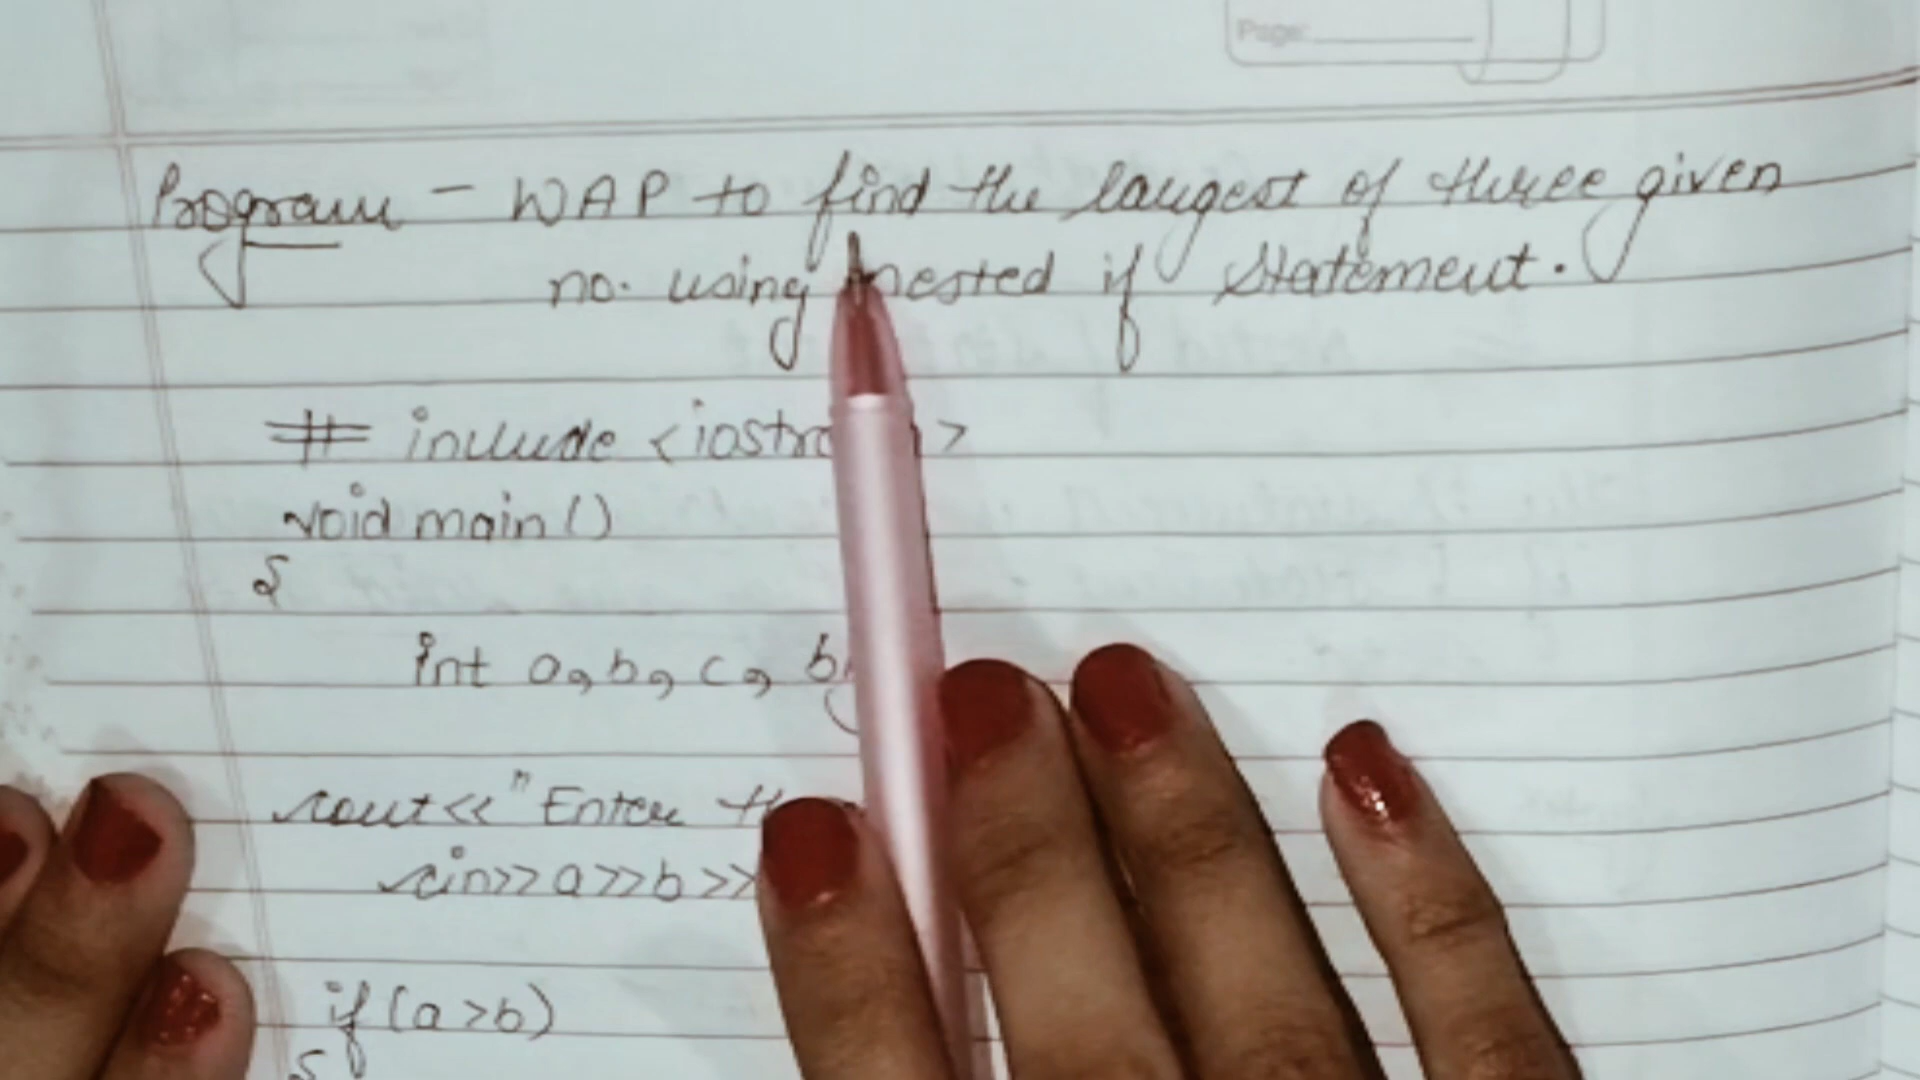 Page:
Program - WAP to find the largest of three given
no. using nested if Statement.
# include <iostr >
void main ()
{
int a, b, c,
cout << "Enter
cin>> a >> b >>
if (a > b)
{